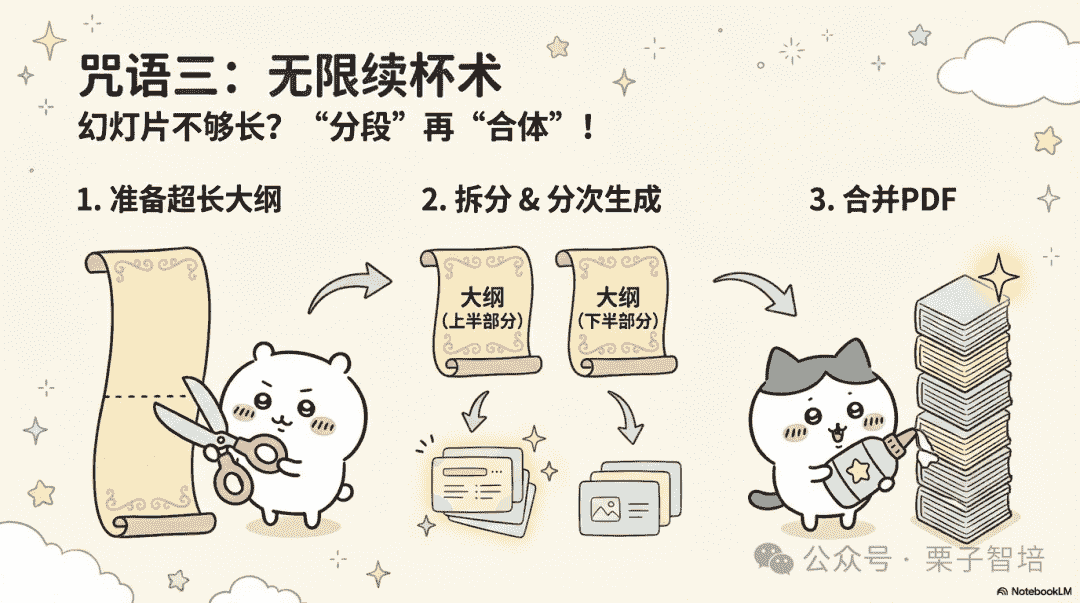 咒语三：无限续杯术
幻灯片不够长？“分段”再“合体”！
1. 准备超长大纲
2. 拆分 & 分次生成
3. 合并PDF
大纲
(上半部分)
大纲
(下半部分)
公众号 · 栗子智培
NotebookLM